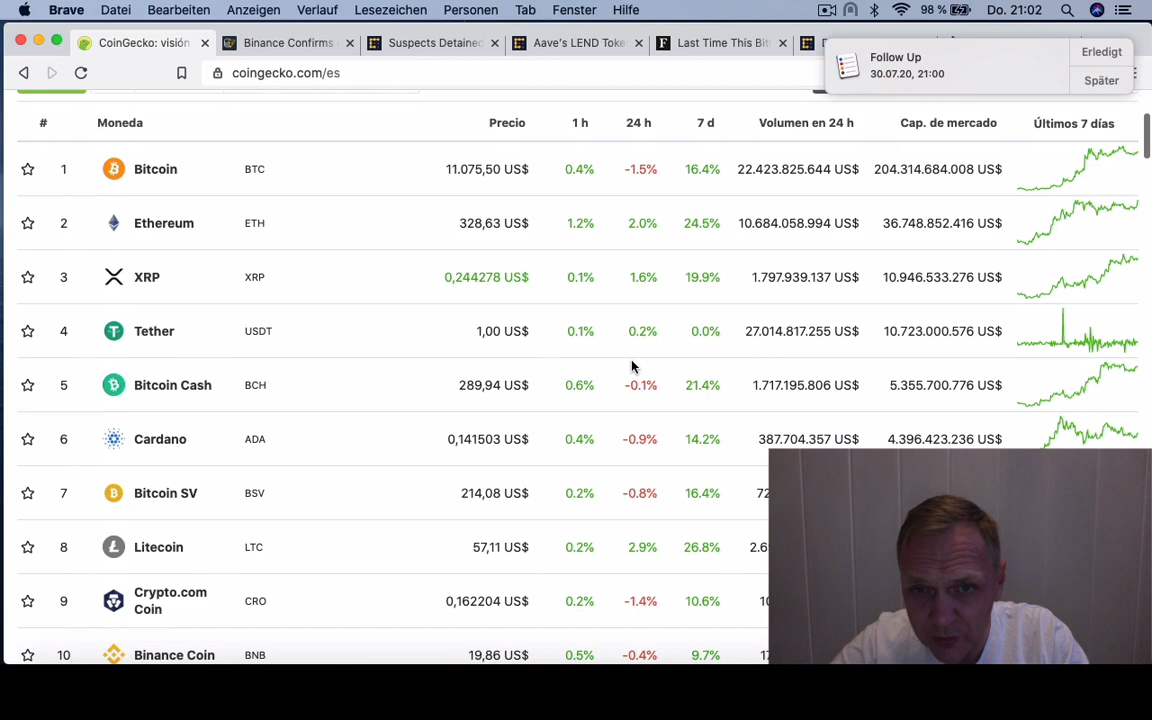 Brave Datei Bearbeiten Anzeigen Verlauf Lesezeichen Personen Tab Fenster Hilfe 98 % Do. 21:02
CoinGecko: visión Binance Confirms Suspects Detained Aave's LEND Toke Last Time This Bit
Follow Up
30.07.20, 21:00
Erledigt
Später
coingecko.com/es
# Moneda Precio 1 h 24 h 7 d Volumen en 24 h Cap. de mercado Últimos 7 días
1 Bitcoin BTC 11.075,50 US$ 0.4% -1.5% 16.4% 22.423.825.644 US$ 204.314.684.008 US$
2 Ethereum ETH 328,63 US$ 1.2% 2.0% 24.5% 10.684.058.994 US$ 36.748.852.416 US$
3 XRP XRP 0,244278 US$ 0.1% 1.6% 19.9% 1.797.939.137 US$ 10.946.533.276 US$
4 Tether USDT 1,00 US$ 0.1% 0.2% 0.0% 27.014.817.255 US$ 10.723.000.576 US$
5 Bitcoin Cash BCH 289,94 US$ 0.6% -0.1% 21.4% 1.717.195.806 US$ 5.355.700.776 US$
6 Cardano ADA 0,141503 US$ 0.4% -0.9% 14.2% 387.704.357 US$ 4.396.423.236 US$
7 Bitcoin SV BSV 214,08 US$ 0.2% -0.8% 16.4% 72
8 Litecoin LTC 57,11 US$ 0.2% 2.9% 26.8% 2.6
9 Crypto.com Coin CRO 0,162204 US$ 0.2% -1.4% 10.6% 10
10 Binance Coin BNB 19,86 US$ 0.5% -0.4% 9.7% 17